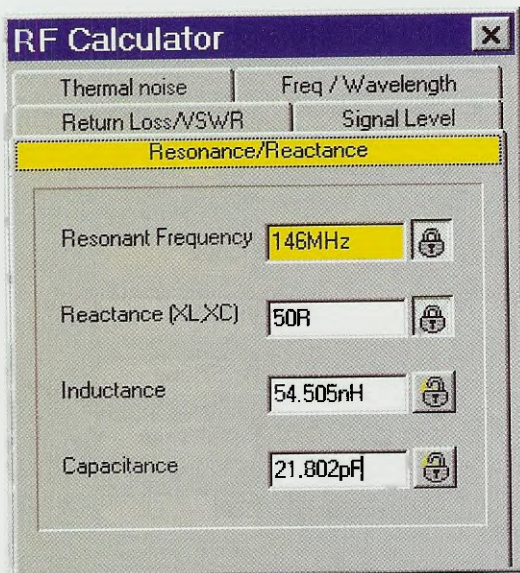 RF Calculator
Thermal noise
Freq / Wavelength
Return Loss/VSWR
Signal Level
Resonance/Reactance
Resonant Frequency 146MHz
Reactance (XL,XC) 50R
Inductance 54.505nH
Capacitance 21.802pF